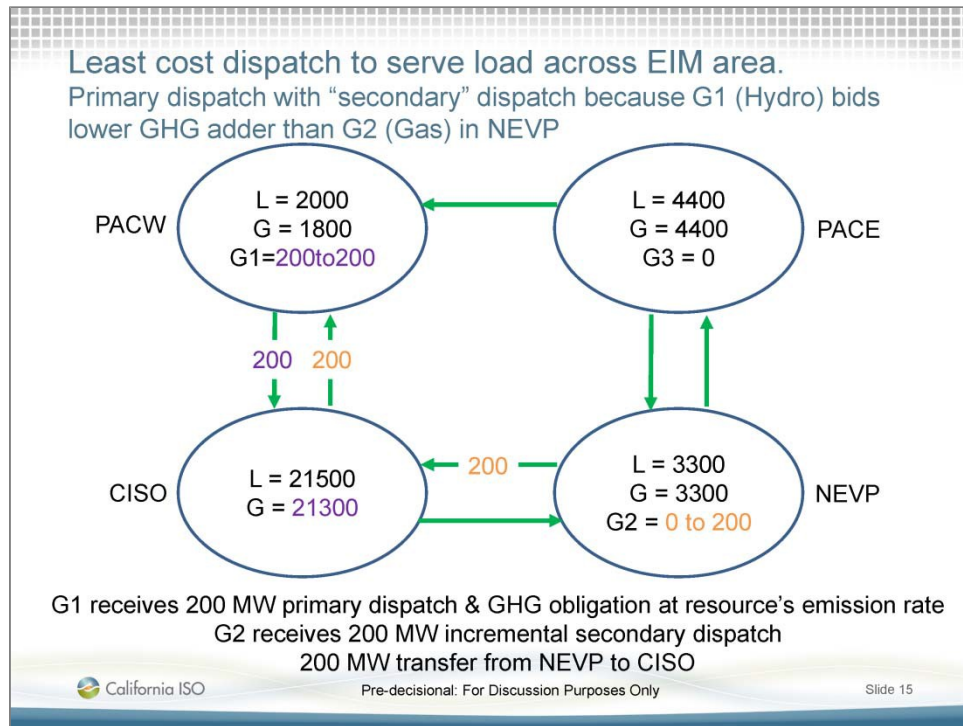 Least cost dispatch to serve load across EIM area.
Primary dispatch with “secondary” dispatch because G1 (Hydro) bids
lower GHG adder than G2 (Gas) in NEVP
PACW
L = 2000
G = 1800
G1=200to200
L = 4400
G = 4400
G3 = 0
PACE
200
200
CISO
L = 21500
G = 21300
200
L = 3300
G = 3300
G2 = 0 to 200
NEVP
G1 receives 200 MW primary dispatch & GHG obligation at resource’s emission rate
G2 receives 200 MW incremental secondary dispatch
200 MW transfer from NEVP to CISO
California ISO
Pre-decisional: For Discussion Purposes Only
Slide 15